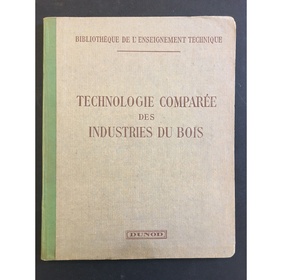 BIBLIOTHÈQUE DE L'ENSEIGNEMENT TECHNIQUE
TECHNOLOGIE COMPARÉE
DES
INDUSTRIES DU BOIS
DUNOD